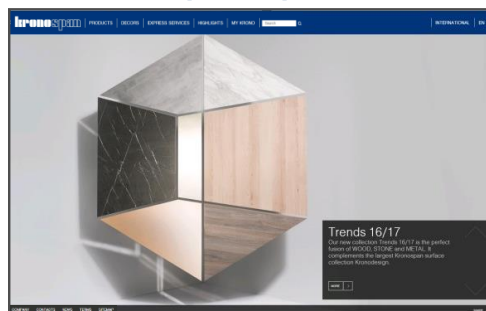 kronospan PRODUCTS DECORS EXPRESS SERVICES HIGHLIGHTS MY KRONO Search INTERNATIONAL EN
Trends 16/17
Our new collection Trends 16/17 is the perfect
fusion of WOOD, STONE and METAL. It
complements the largest Kronospan surface
collection Kronodesign.
MORE
COMPANY CONTACTS NEWS TERMS SITEMAP